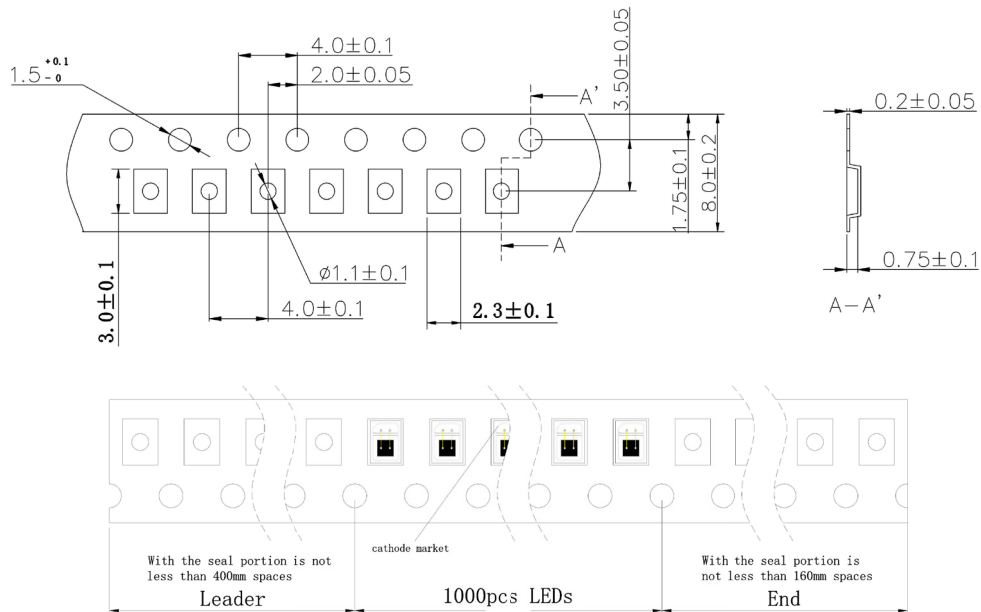 4.0±0.1
1.5 +0.1 -0
2.0±0.05
A'
3.50±0.05
0.2±0.05
1.75±0.1
8.0±0.2
A
3.0±0.1
ø1.1±0.1
4.0±0.1
2.3±0.1
0.75±0.1
A-A'
cathode market
With the seal portion is not
less than 400mm spaces
Leader
1000pcs LEDs
With the seal portion is
not less than 160mm spaces
End